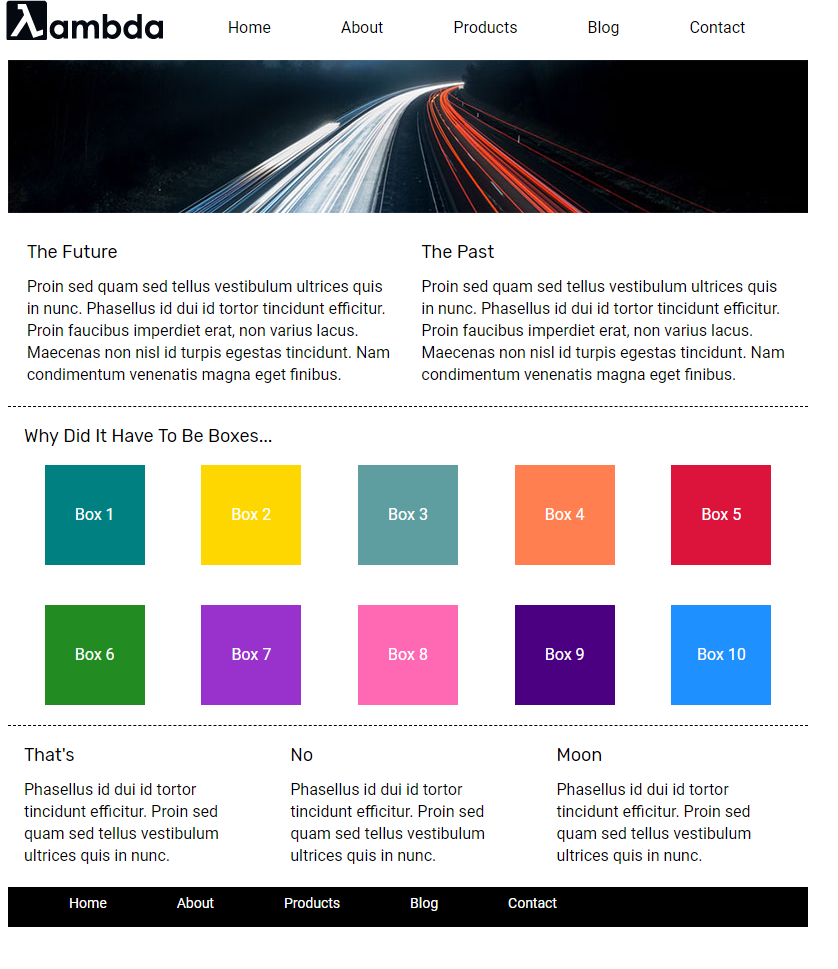 λambda
Home About Products Blog Contact
The Future
Proin sed quam sed tellus vestibulum ultrices quis
in nunc. Phasellus id dui id tortor tincidunt efficitur.
Proin faucibus imperdiet erat, non varius lacus.
Maecenas non nisl id turpis egestas tincidunt. Nam
condimentum venenatis magna eget finibus.
The Past
Proin sed quam sed tellus vestibulum ultrices quis
in nunc. Phasellus id dui id tortor tincidunt efficitur.
Proin faucibus imperdiet erat, non varius lacus.
Maecenas non nisl id turpis egestas tincidunt. Nam
condimentum venenatis magna eget finibus.
Why Did It Have To Be Boxes...
Box 1 Box 2 Box 3 Box 4 Box 5
Box 6 Box 7 Box 8 Box 9 Box 10
That's
Phasellus id dui id tortor
tincidunt efficitur. Proin sed
quam sed tellus vestibulum
ultrices quis in nunc.
No
Phasellus id dui id tortor
tincidunt efficitur. Proin sed
quam sed tellus vestibulum
ultrices quis in nunc.
Moon
Phasellus id dui id tortor
tincidunt efficitur. Proin sed
quam sed tellus vestibulum
ultrices quis in nunc.
Home About Products Blog Contact